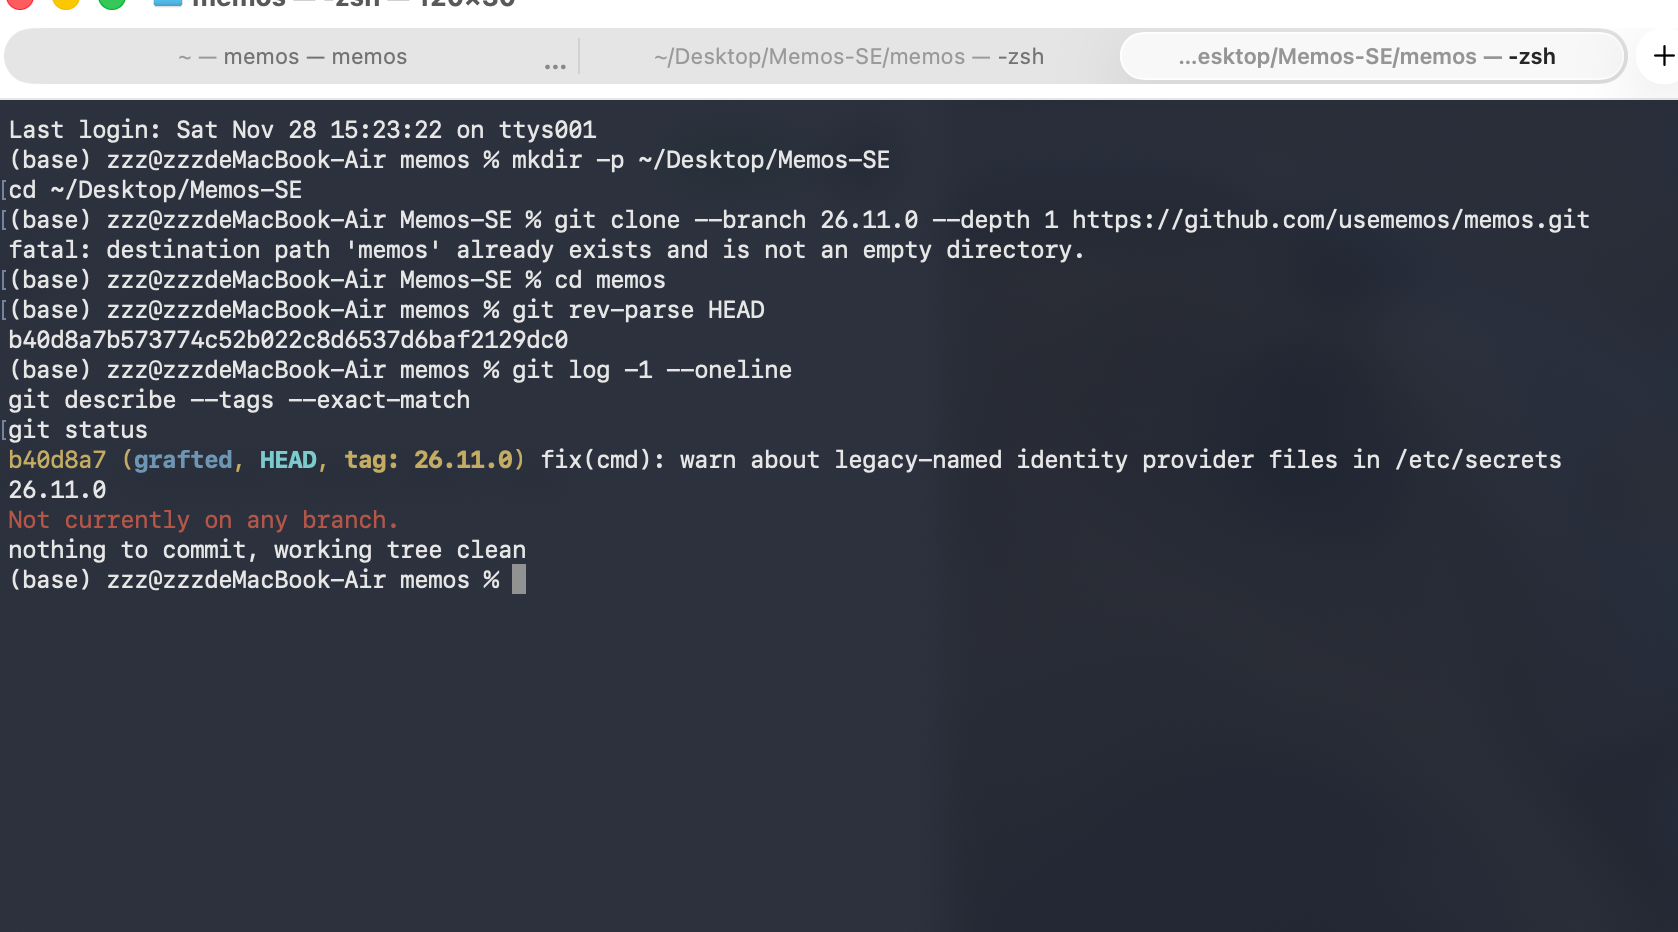 memos — -zsh — 120×30
~ — memos — memos
...
~/Desktop/Memos-SE/memos — -zsh
...esktop/Memos-SE/memos — -zsh
+
Last login: Sat Nov 28 15:23:22 on ttys001
(base) zzz@zzzdeMacBook-Air memos % mkdir -p ~/Desktop/Memos-SE
[cd ~/Desktop/Memos-SE
[(base) zzz@zzzdeMacBook-Air Memos-SE % git clone --branch 26.11.0 --depth 1 https://github.com/usememos/memos.git
fatal: destination path 'memos' already exists and is not an empty directory.
[(base) zzz@zzzdeMacBook-Air Memos-SE % cd memos
[(base) zzz@zzzdeMacBook-Air memos % git rev-parse HEAD
b40d8a7b573774c52b022c8d6537d6baf2129dc0
(base) zzz@zzzdeMacBook-Air memos % git log -1 --oneline
git describe --tags --exact-match
[git status
b40d8a7 (grafted, HEAD, tag: 26.11.0) fix(cmd): warn about legacy-named identity provider files in /etc/secrets
26.11.0
Not currently on any branch.
nothing to commit, working tree clean
(base) zzz@zzzdeMacBook-Air memos %